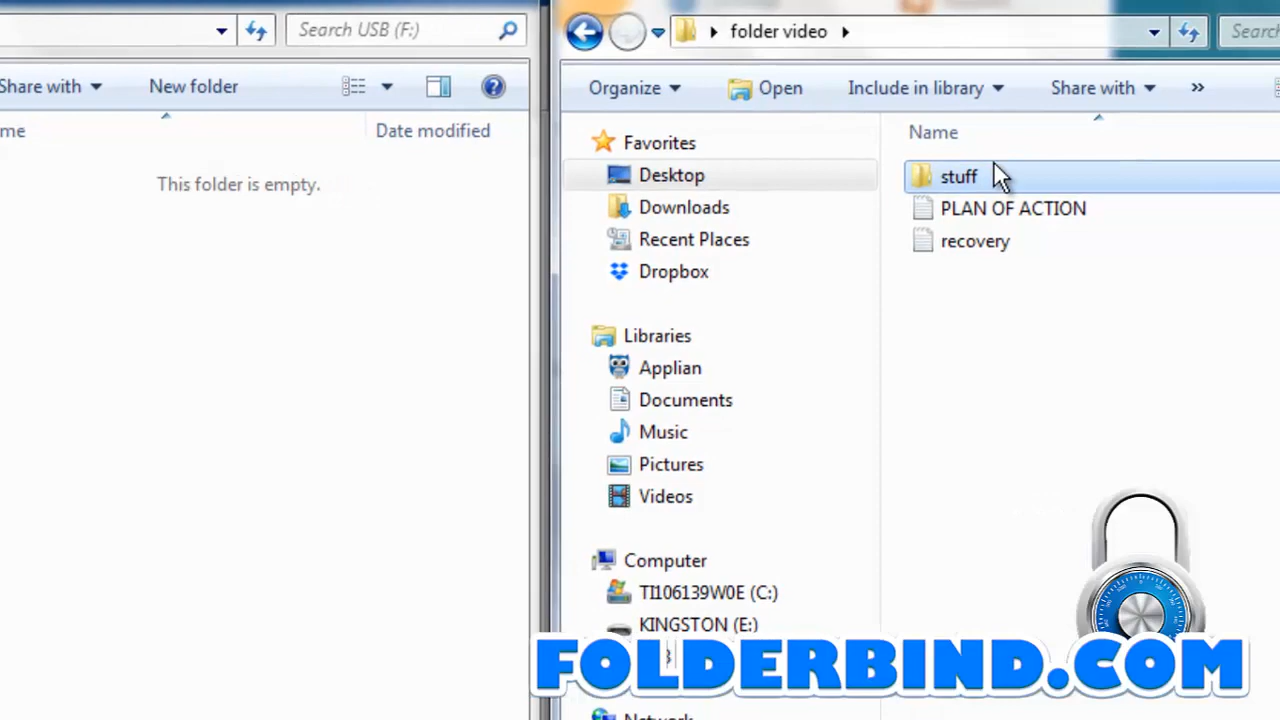 Search USB (F:)
Share with
New folder
me
Date modified
This folder is empty.
folder video
Searc
Organize
Open
Include in library
Share with
»
Favorites
Desktop
Downloads
Recent Places
Dropbox
Libraries
Applian
Documents
Music
Pictures
Videos
Computer
TI106139W0E (C:)
KINGSTON (E:)
Network
Name
stuff
PLAN OF ACTION
recovery
FOLDERBIND.COM